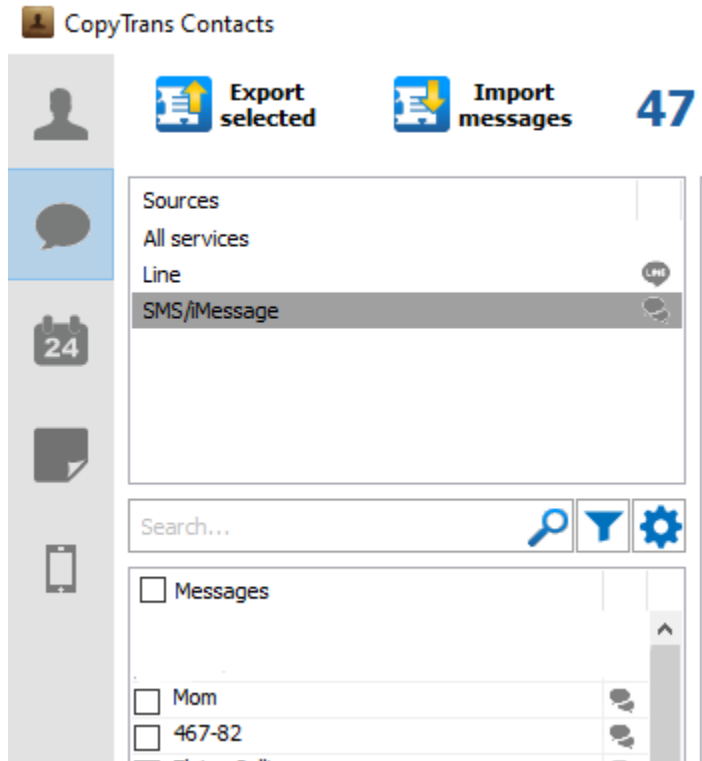 CopyTrans Contacts
Export
selected
Import
messages
47
Sources
All services
Line
LINE
SMS/iMessage
24
Search...
Messages
Mom
467-82